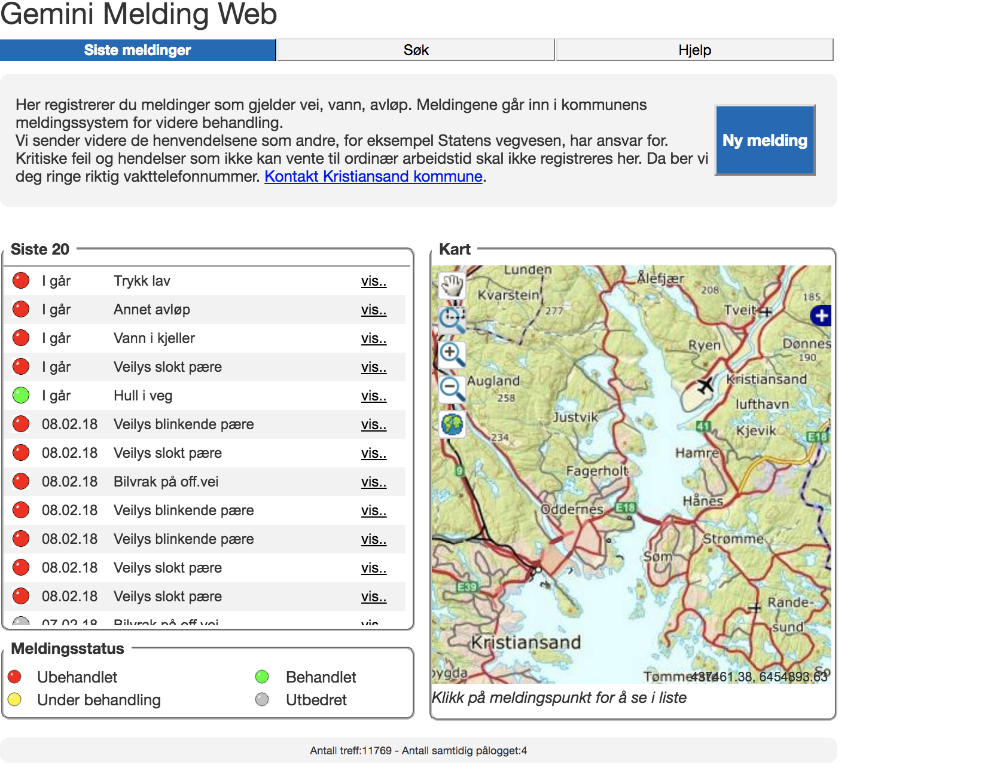 Gemini Melding Web
Siste meldinger
Søk
Hjelp
Her registrerer du meldinger som gjelder vei, vann, avløp. Meldingene går inn i kommunens
meldingssystem for videre behandling.
Vi sender videre de henvendelsene som andre, for eksempel Statens vegvesen, har ansvar for.
Kritiske feil og hendelser som ikke kan vente til ordinær arbeidstid skal ikke registreres her. Da ber vi
deg ringe riktig vakttelefonnummer. Kontakt Kristiansand kommune.
Ny melding
Siste 20
I går Trykk lav vis..
I går Annet avløp vis..
I går Vann i kjeller vis..
I går Veilys slokt pære vis..
I går Hull i veg vis..
08.02.18 Veilys blinkende pære vis..
08.02.18 Veilys slokt pære vis..
08.02.18 Bilvrak på off.vei vis..
08.02.18 Veilys blinkende pære vis..
08.02.18 Veilys blinkende pære vis..
08.02.18 Veilys slokt pære vis..
08.02.18 Veilys slokt pære vis..
07.02.18 Bilvrak på off.vei vis..
Meldingsstatus
Ubehandlet
Behandlet
Under behandling
Utbedret
Kart
Lunden
Ålefjær
208
Kvarstein
185
277
Tveit
Ryen
Dønnes
190
Augland
Kristiansand
258
lufthavn
Justvik
41
Kjevik
234
E18
Hamre
9
Fagerholt
Hånes
Oddernes
E18
Strømme
Søm
E39
Rande-
sund
Kristiansand
bygda
437461.38, 6454893.63
Klikk på meldingspunkt for å se i liste
Antall treff:11769 - Antall samtidig pålogget:4